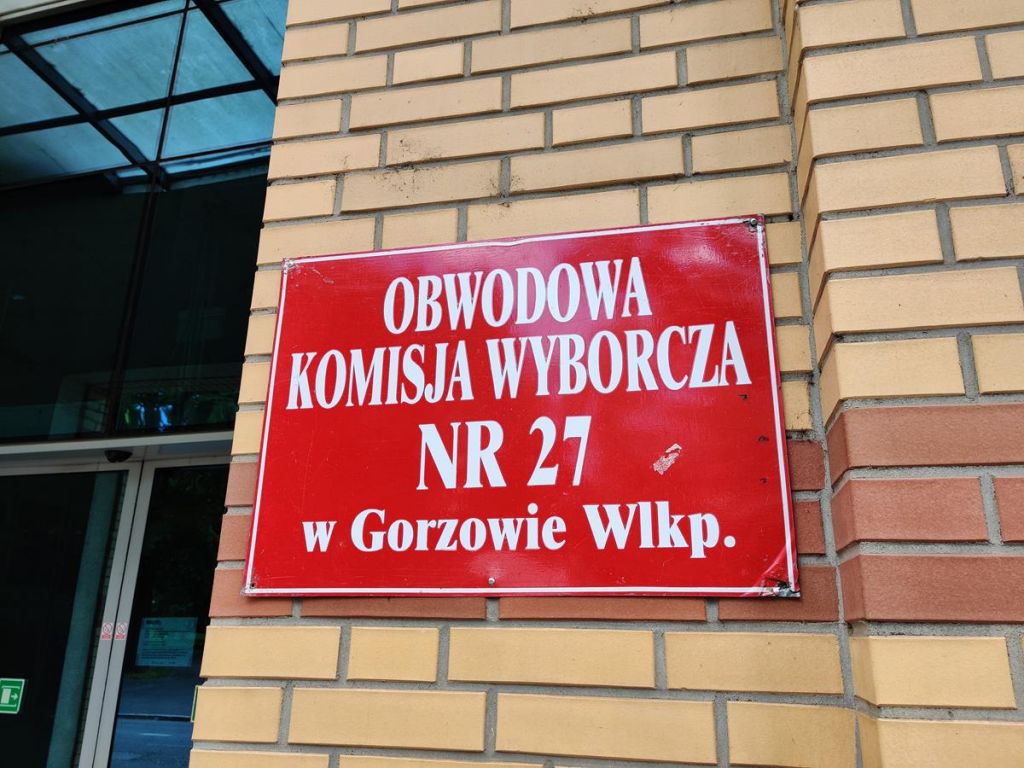 OBWODOWA
KOMISJA WYBORCZA
NR 27
w Gorzowie Wlkp.